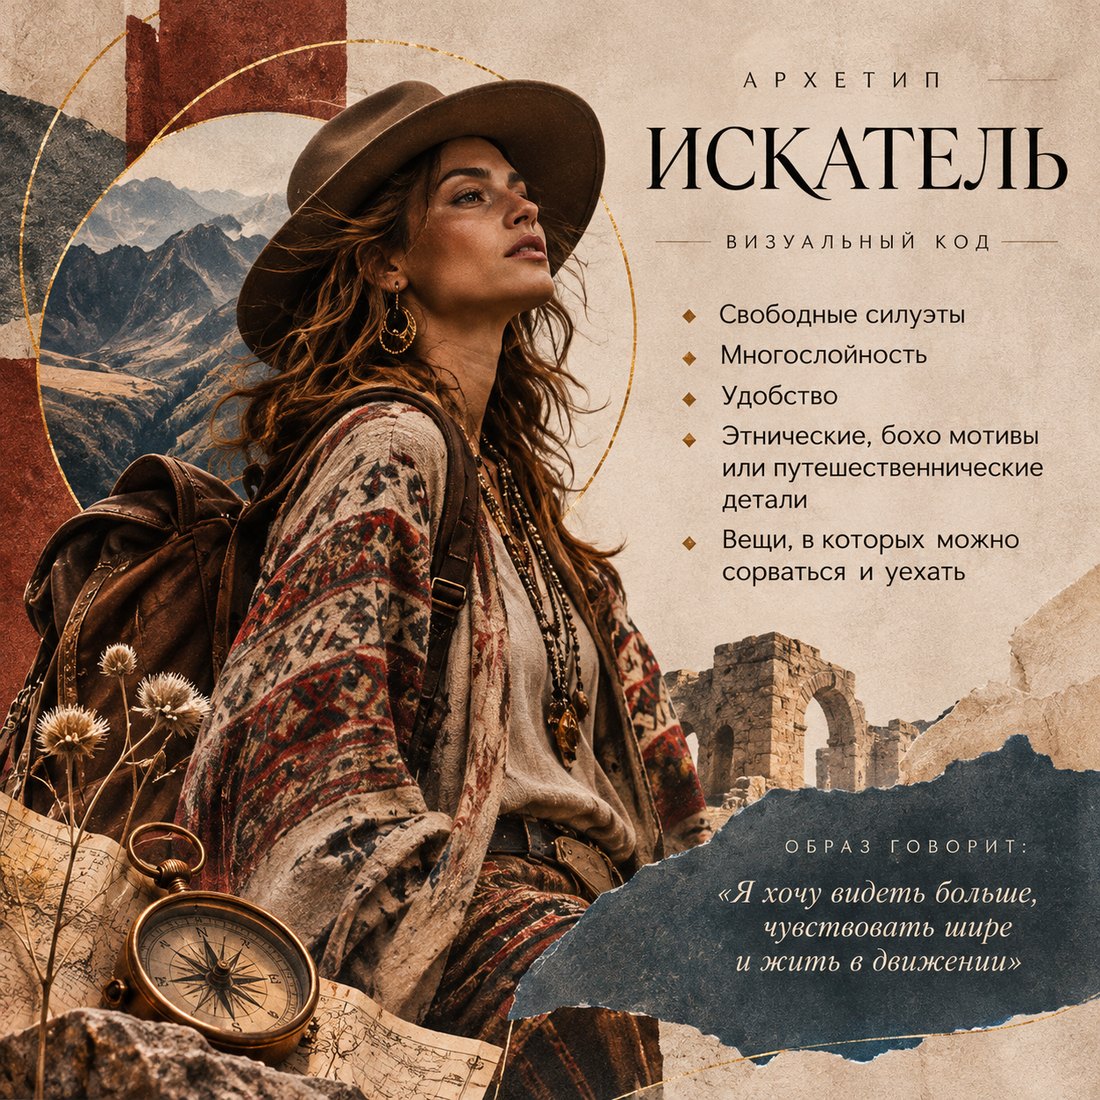 АРХЕТИП
ИСКАТЕЛЬ
ВИЗУАЛЬНЫЙ КОД
Свободные силуэты
Многослойность
Удобство
Этнические, бохо мотивы
или путешественнические
детали
Вещи, в которых можно
сорваться и уехать
ОБРАЗ ГОВОРИТ:
«Я хочу видеть больше,
чувствовать шире
и жить в движении»
N
E
S